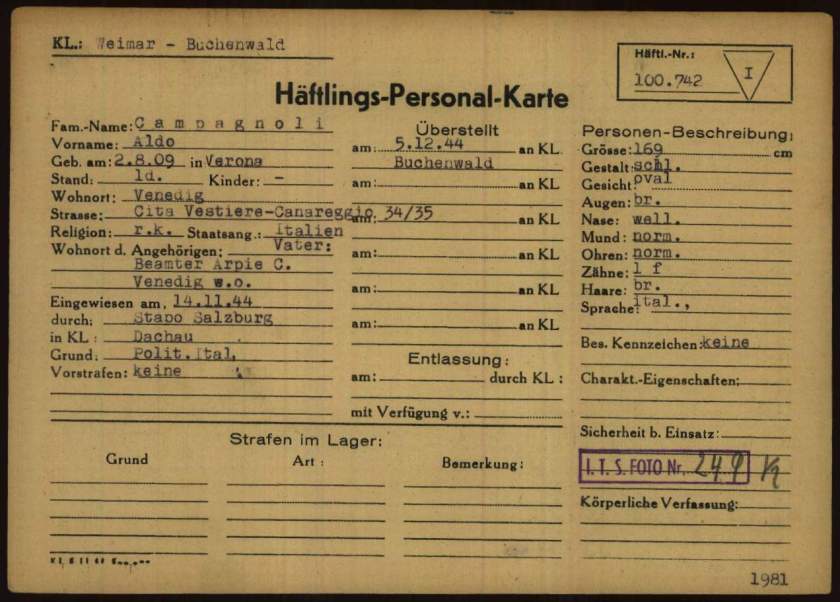 KL.: Weimar - Buchenwald
Häftl.-Nr.:
100.742
I
Häftlings-Personal-Karte
Fam.-Name: Campagnoli
Vorname: Aldo
Geb. am: 2.8.09 in Verona
Stand: ld. Kinder: -
Wohnort: Venedig
Strasse: Cita Vestiere-Canareggio 34/35
Religion: r.k. Staatsang.: Italien
Wohnort d. Angehörigen: Vater:
Beamter Arpie C.
Venedig w.o.
Eingewiesen am: 14.11.44
durch: Stapo Salzburg
in KL: Dachau
Grund: Polit.Ital.
Vorstrafen: keine
Überstellt
am: 5.12.44 an KL
Buchenwald
am: an KL
am: an KL
am: an KL
am: an KL
am: an KL
Entlassung:
am: durch KL:
mit Verfügung v.:
Personen-Beschreibung:
Grösse: 169 cm
Gestalt: schl.
Gesicht: oval
Augen: br.
Nase: well.
Mund: norm.
Ohren: norm.
Zähne: 1 f
Haare: br.
Sprache: ital.,
Bes. Kennzeichen: keine
Charakt.-Eigenschaften:
Sicherheit b. Einsatz:
I.T.S. FOTO Nr. 249
Körperliche Verfassung:
Strafen im Lager:
Grund Art: Bemerkung:
1981